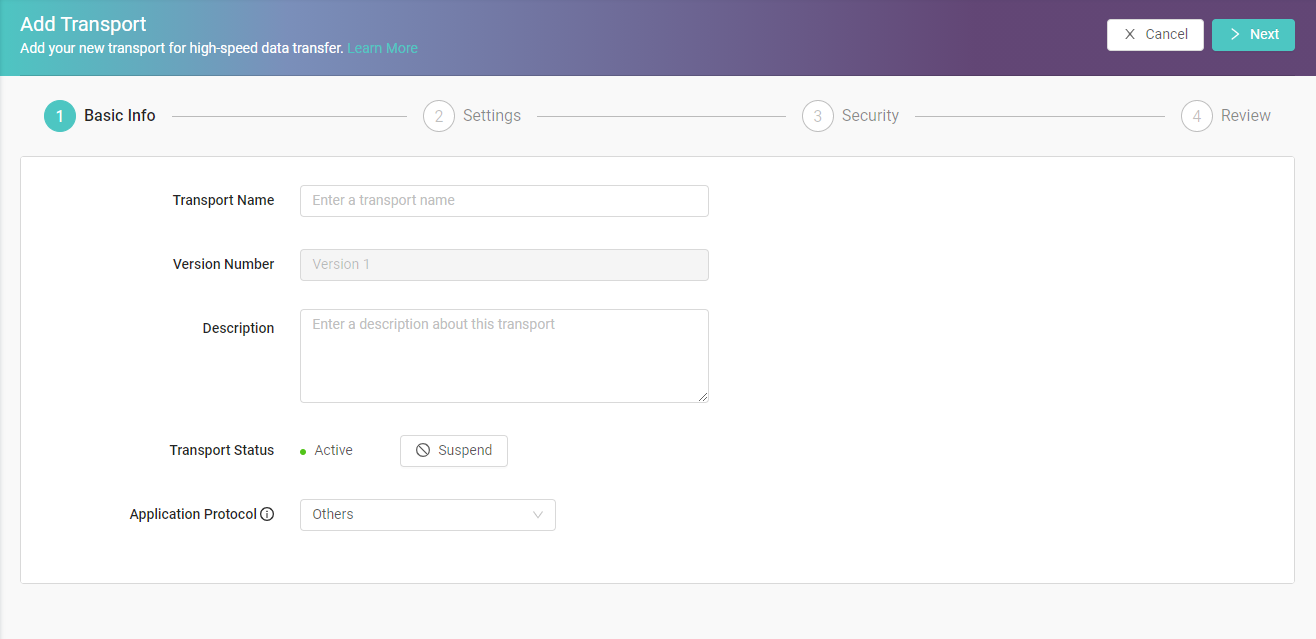 Add Transport
Add your new transport for high-speed data transfer. Learn More
Cancel
Next
1 Basic Info
2 Settings
3 Security
4 Review
Transport Name
Enter a transport name
Version Number
Version 1
Description
Enter a description about this transport
Transport Status
Active
Suspend
Application Protocol
Others